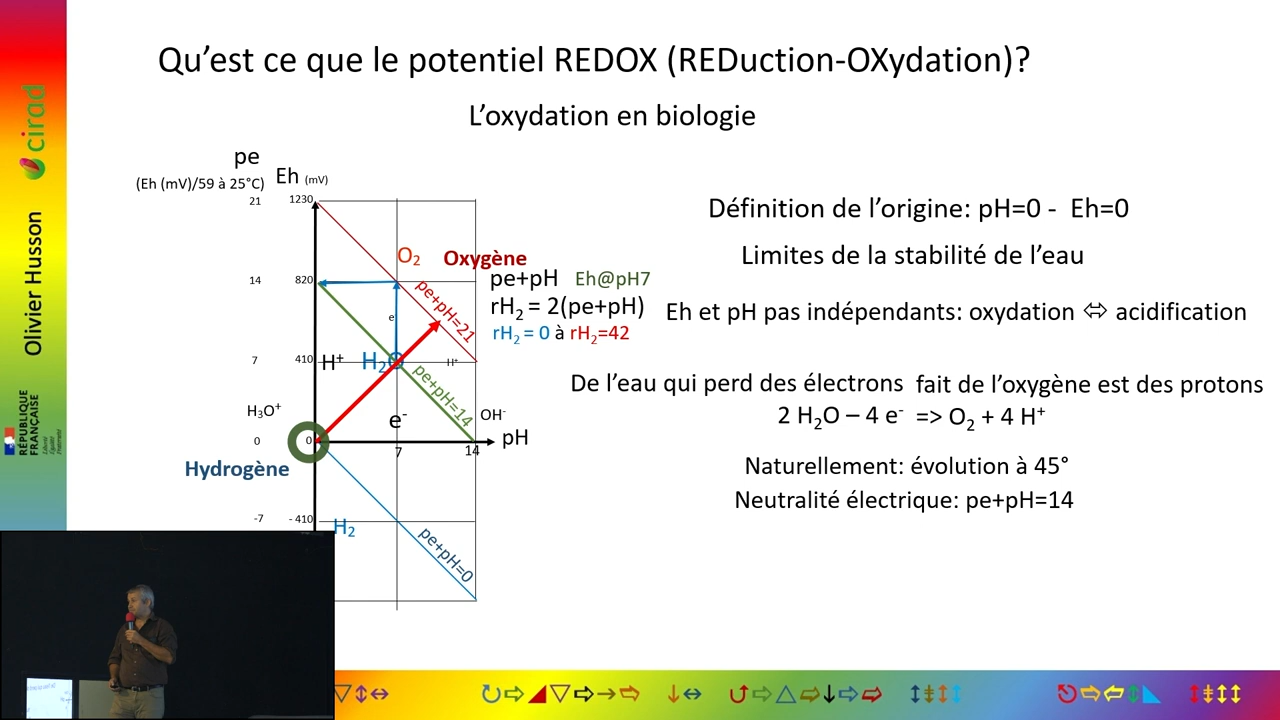 Qu'est ce que le potentiel REDOX (REDuction-OXydation)?
L'oxydation en biologie
cirad
Olivier Husson
RÉPUBLIQUE
FRANÇAISE
Liberté
Égalité
Fraternité
pe
(Eh (mV)/59 à 25°C)
Eh (mV)
21
1230
14
820
7
410
0
0
-7
- 410
O₂
Oxygène
pe+pH=21
pe+pH
Eh@pH7
rH₂ = 2(pe+pH)
rH₂ = 0 à rH₂=42
e
H⁺
H₂O
H⁺
pe+pH=14
H₃O⁺
e⁻
OH⁻
pH
7
14
Hydrogène
H₂
pe+pH=0
Définition de l'origine: pH=0 - Eh=0
Limites de la stabilité de l'eau
Eh et pH pas indépendants: oxydation ⬄ acidification
De l'eau qui perd des électrons fait de l'oxygène est des protons
2 H₂O – 4 e⁻ => O₂ + 4 H⁺
Naturellement: évolution à 45°
Neutralité électrique: pe+pH=14